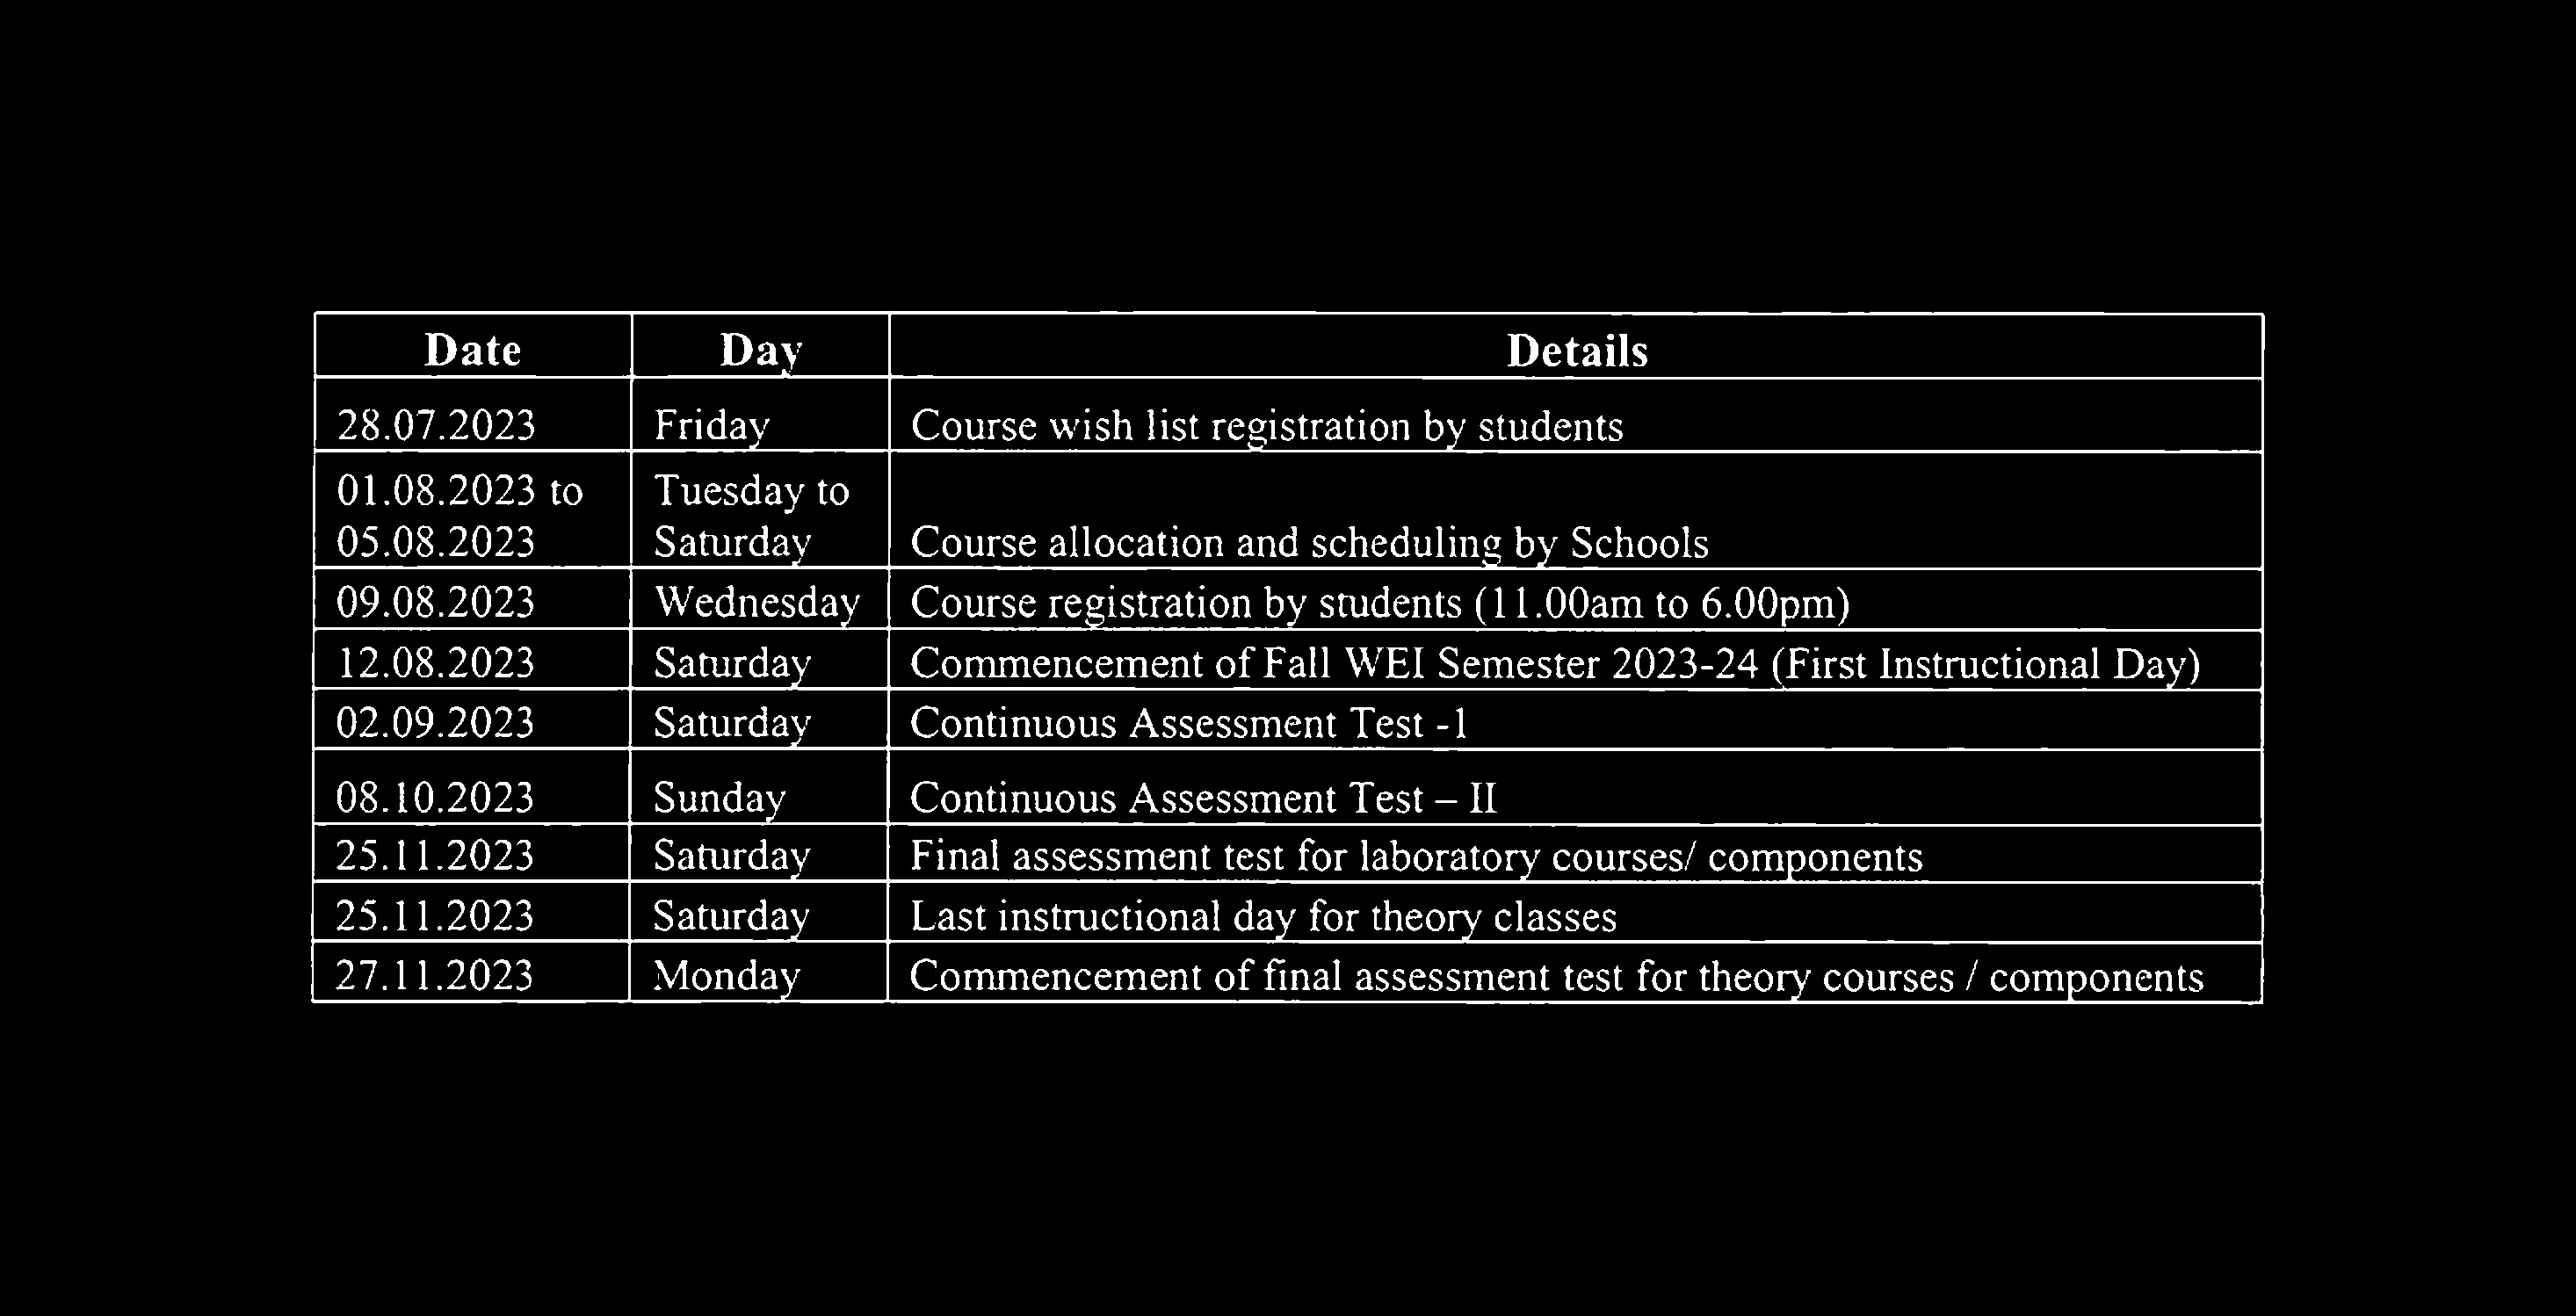 Date Day Details
28.07.2023 Friday Course wish list registration by students
01.08.2023 to Tuesday to
05.08.2023 Saturday Course allocation and scheduling by Schools
09.08.2023 Wednesday Course registration by students (11.00am to 6.00pm)
12.08.2023 Saturday Commencement of Fall WEI Semester 2023-24 (First Instructional Day)
02.09.2023 Saturday Continuous Assessment Test -1
08.10.2023 Sunday Continuous Assessment Test – II
25.11.2023 Saturday Final assessment test for laboratory courses/ components
25.11.2023 Saturday Last instructional day for theory classes
27.11.2023 Monday Commencement of final assessment test for theory courses / components